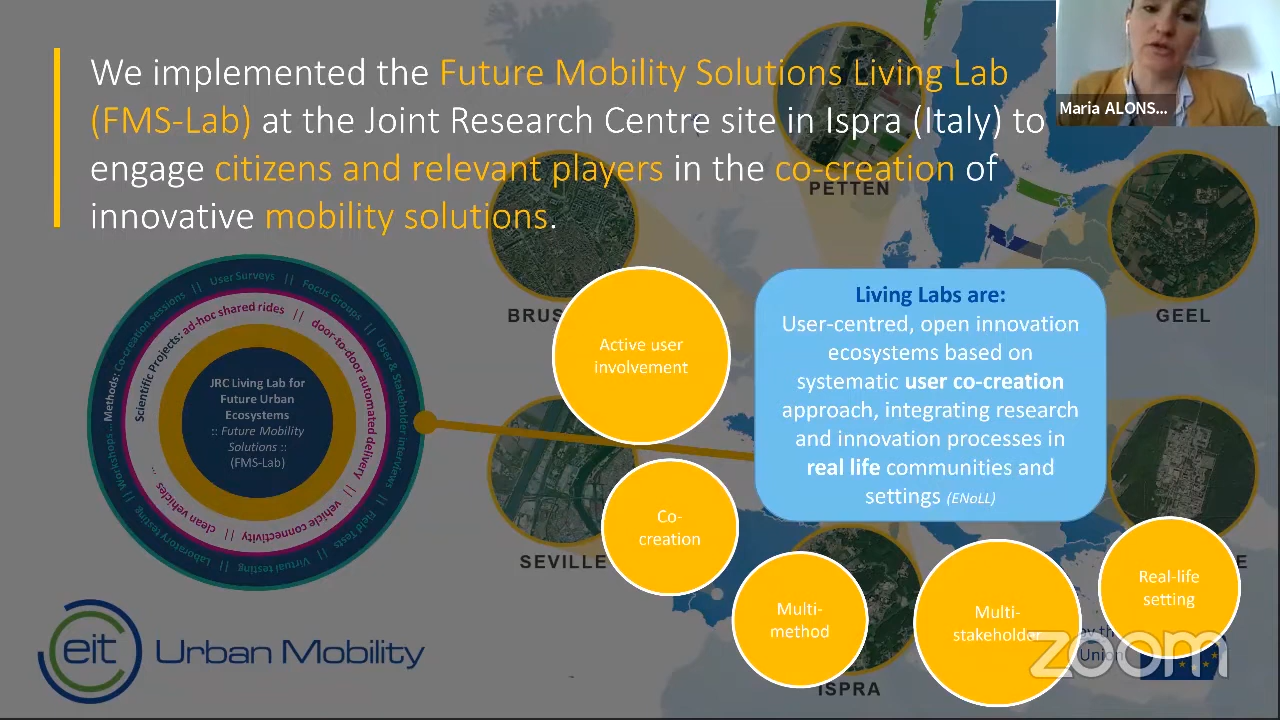 We implemented the Future Mobility Solutions Living Lab
(FMS-Lab) at the Joint Research Centre site in Ispra (Italy) to
engage citizens and relevant players in the co-creation of
innovative mobility solutions.
Maria ALONS...
PETTEN
BRUS
GEEL
SEVILLE
ISPRA
E
Methods: Co-creation sessions || User Surveys || Focus Groups || User & Stakeholder interviews || Field Tests || Virtual testing || Laboratory testing || Workshops...
Scientific Projects: ad-hoc shared rides || door-to-door automated delivery || vehicle connectivity || clean vehicles ...
JRC Living Lab for
Future Urban
Ecosystems
:: Future Mobility
Solutions ::
(FMS-Lab)
Active user
involvement
Co-
creation
Multi-
method
Multi-
stakeholder
Real-life
setting
Living Labs are:
User-centred, open innovation
ecosystems based on
systematic user co-creation
approach, integrating research
and innovation processes in
real life communities and
settings (ENoLL)
eit Urban Mobility
by th
Union
zoom